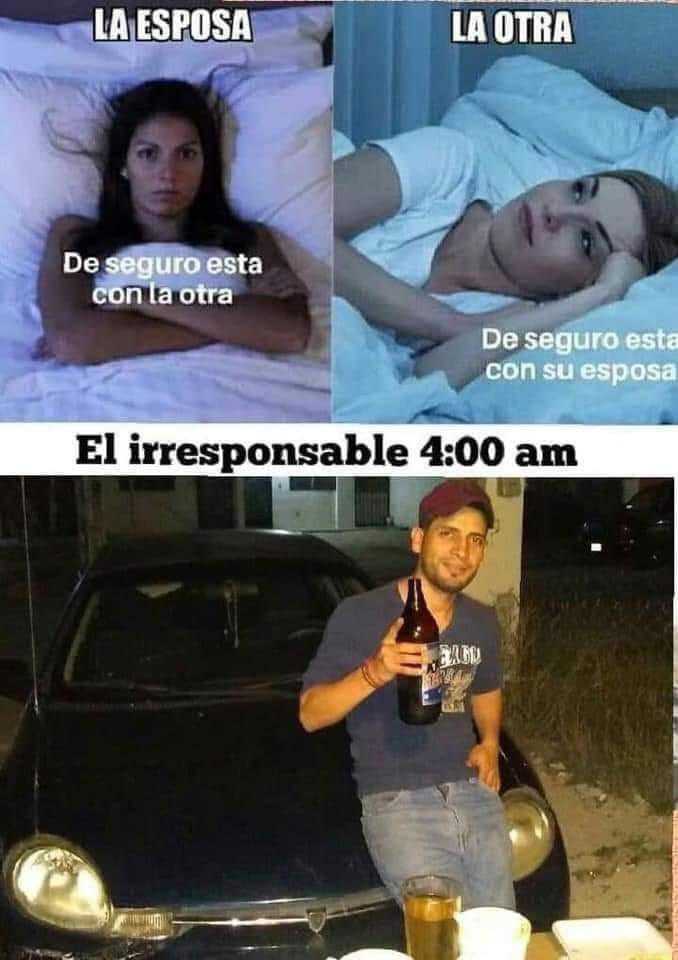 LA ESPOSA
LA OTRA
De seguro esta
con la otra
De seguro esta
con su esposa
El irresponsable 4:00 am